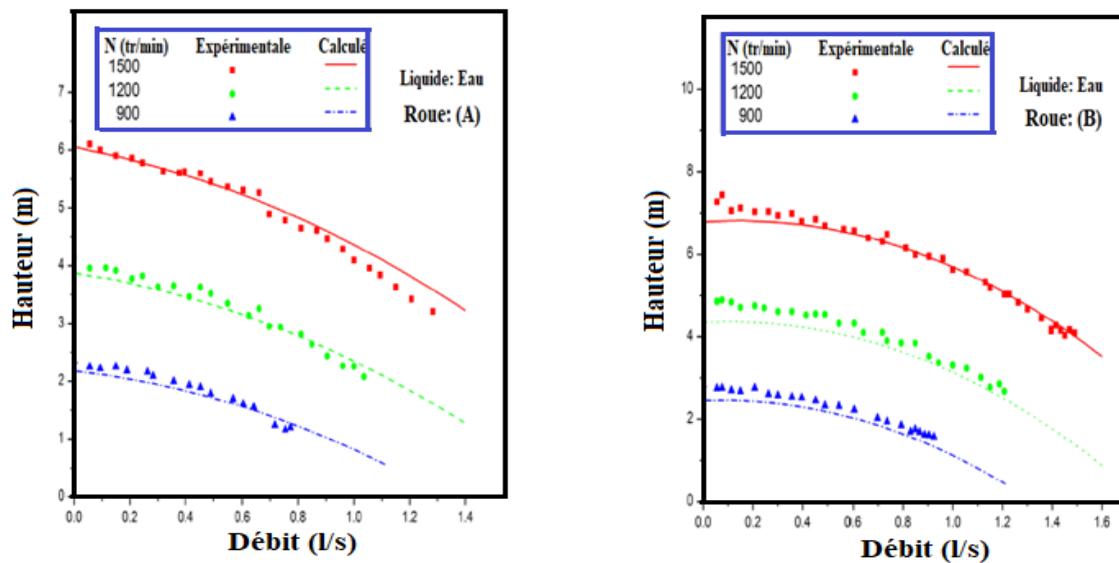 N (tr/min) Expérimentale Calculé
1500
1200
900
Liquide: Eau
Roue: (A)
Hauteur (m)
7
6
5
4
3
2
1
0
0.0 0.2 0.4 0.6 0.8 1.0 1.2 1.4
Débit (l/s)
N (tr/min) Expérimentale Calculé
1500
1200
900
Liquide: Eau
Roue: (B)
Hauteur (m)
10
8
6
4
2
0
0.0 0.2 0.4 0.6 0.8 1.0 1.2 1.4 1.6
Débit (l/s)